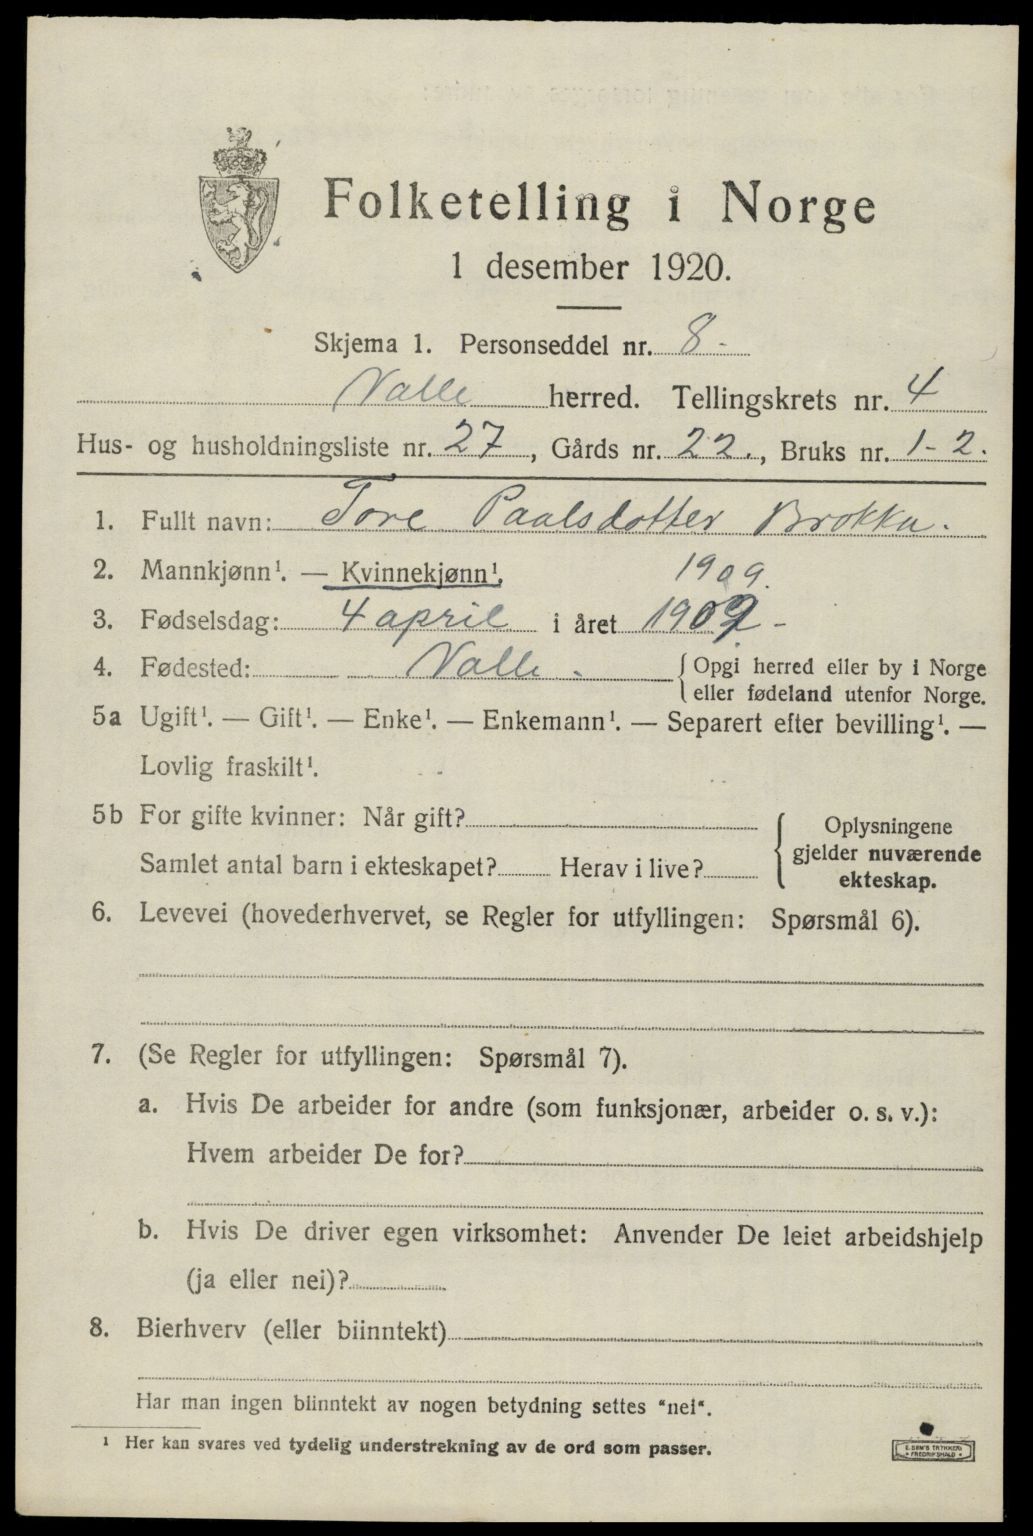 Folketelling i Norge
1 desember 1920.
Skjema 1. Personseddel nr. 8.
Valle herred. Tellingskrets nr. 4
Hus- og husholdningsliste nr. 27, Gårds nr. 22., Bruks nr. 1-2.
1. Fullt navn: Tore Paalsdotter Brokka.
2. Mannkjønn¹. — Kvinnekjønn¹. 1909.
3. Fødselsdag: 4 april i året 1909-
4. Fødested: Valle. Opgi herred eller by i Norge
eller fødeland utenfor Norge.
5a Ugift¹. — Gift¹. — Enke¹. — Enkemann¹. — Separert efter bevilling¹. —
Lovlig fraskilt¹.
5b For gifte kvinner: Når gift?
Samlet antal barn i ekteskapet? Herav i live?
Oplysningene
gjelder nuværende
ekteskap.
6. Levevei (hovederhvervet, se Regler for utfyllingen: Spørsmål 6).
7. (Se Regler for utfyllingen: Spørsmål 7).
a. Hvis De arbeider for andre (som funksjonær, arbeider o. s. v.):
Hvem arbeider De for?
b. Hvis De driver egen virksomhet: Anvender De leiet arbeidshjelp
(ja eller nei)?
8. Bierhverv (eller biinntekt)
Har man ingen biinntekt av nogen betydning settes "nei".
¹ Her kan svares ved tydelig understrekning av de ord som passer.
E. SEM'S TRYKKERI
FREDRIKSHALD